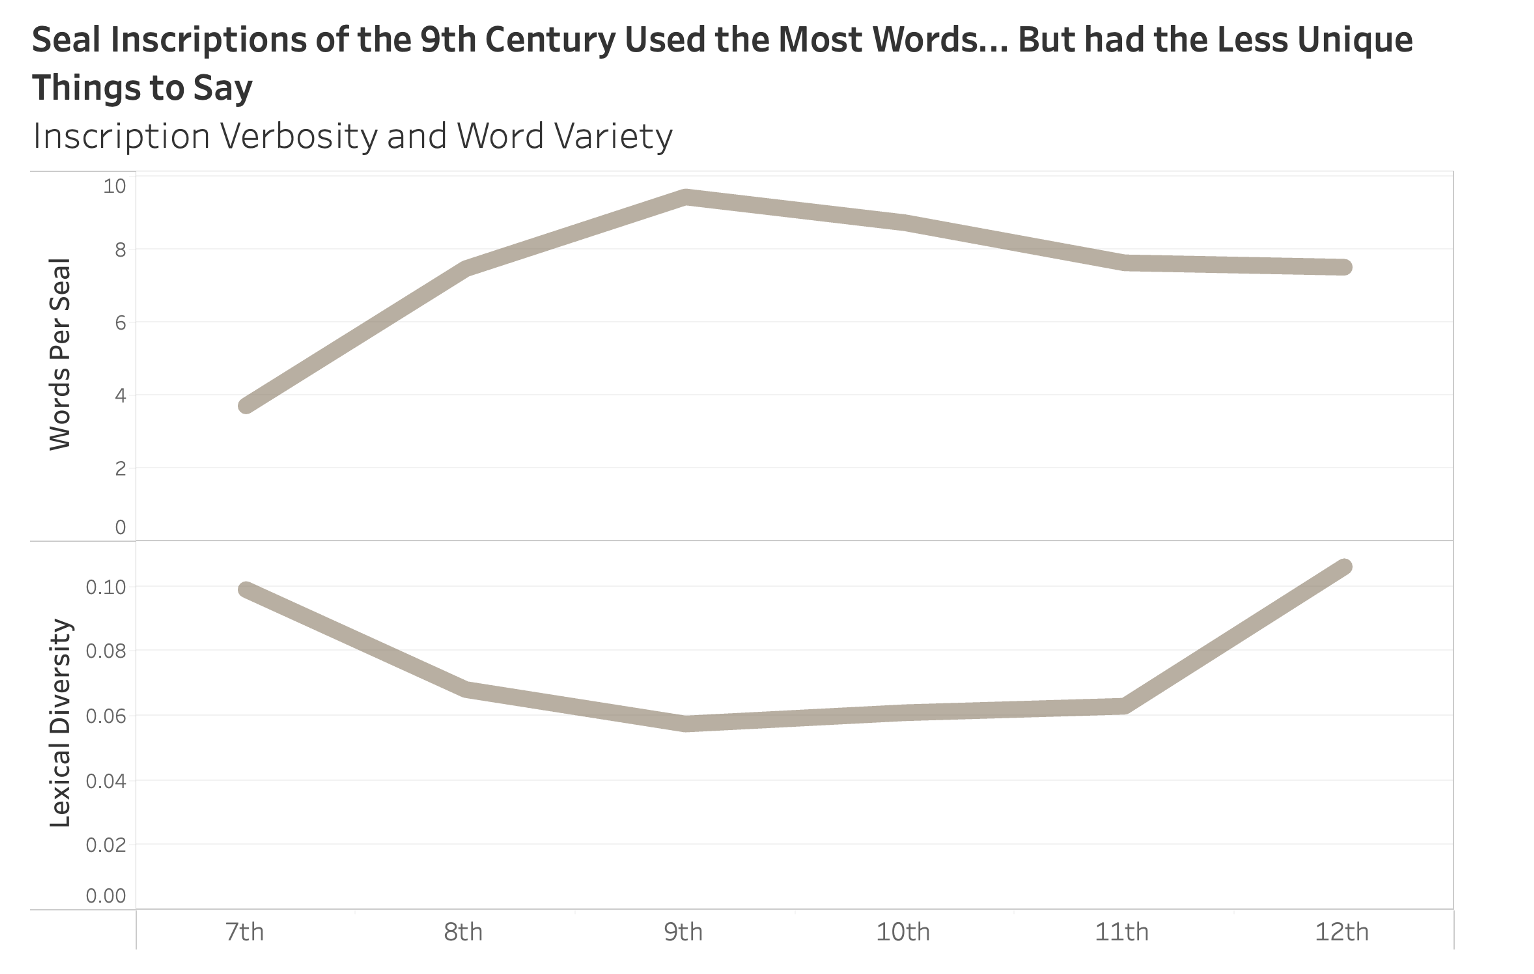 Seal Inscriptions of the 9th Century Used the Most Words... But had the Less Unique
Things to Say
Inscription Verbosity and Word Variety
10
8
6
4
2
0
Words Per Seal
0.10
0.08
0.06
0.04
0.02
0.00
Lexical Diversity
7th 8th 9th 10th 11th 12th